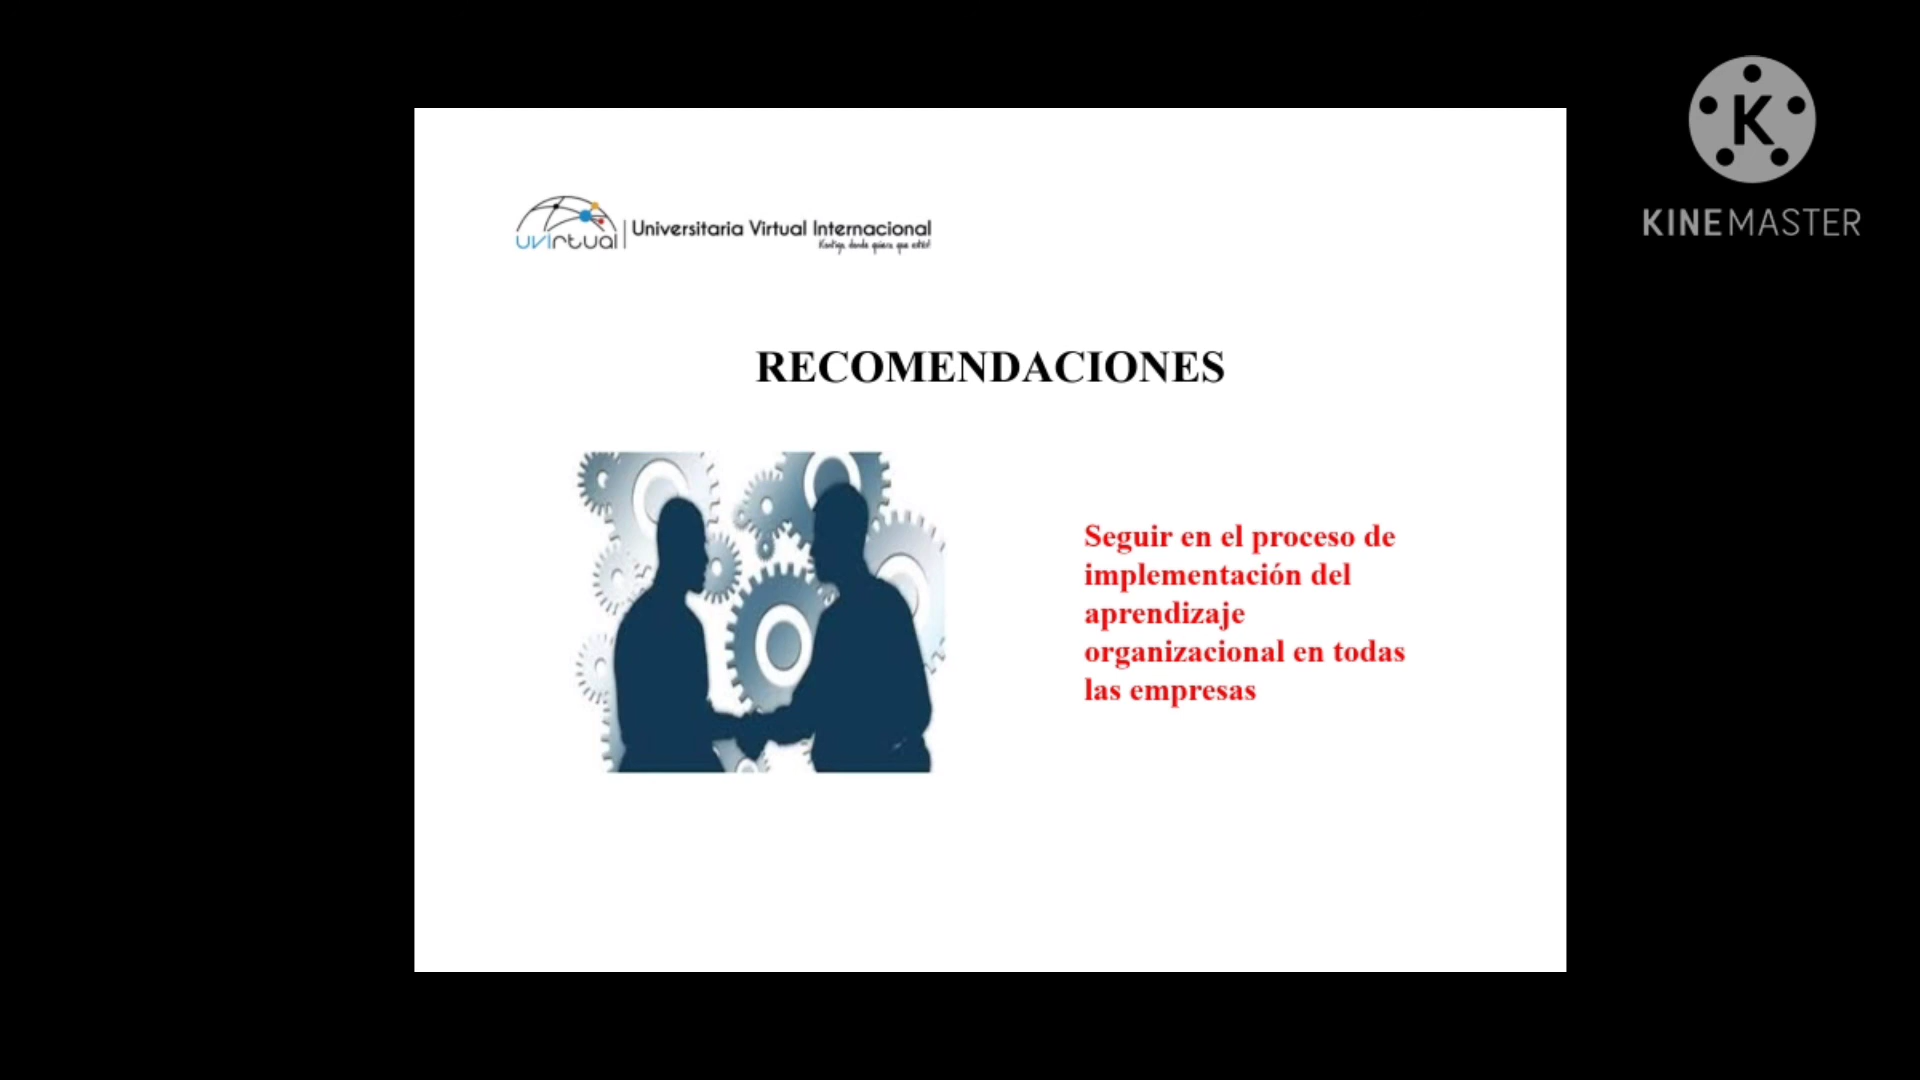 K
KINEMASTER
uvirtual
Universitaria Virtual Internacional
RECOMENDACIONES
Seguir en el proceso de
implementación del
aprendizaje
organizacional en todas
las empresas